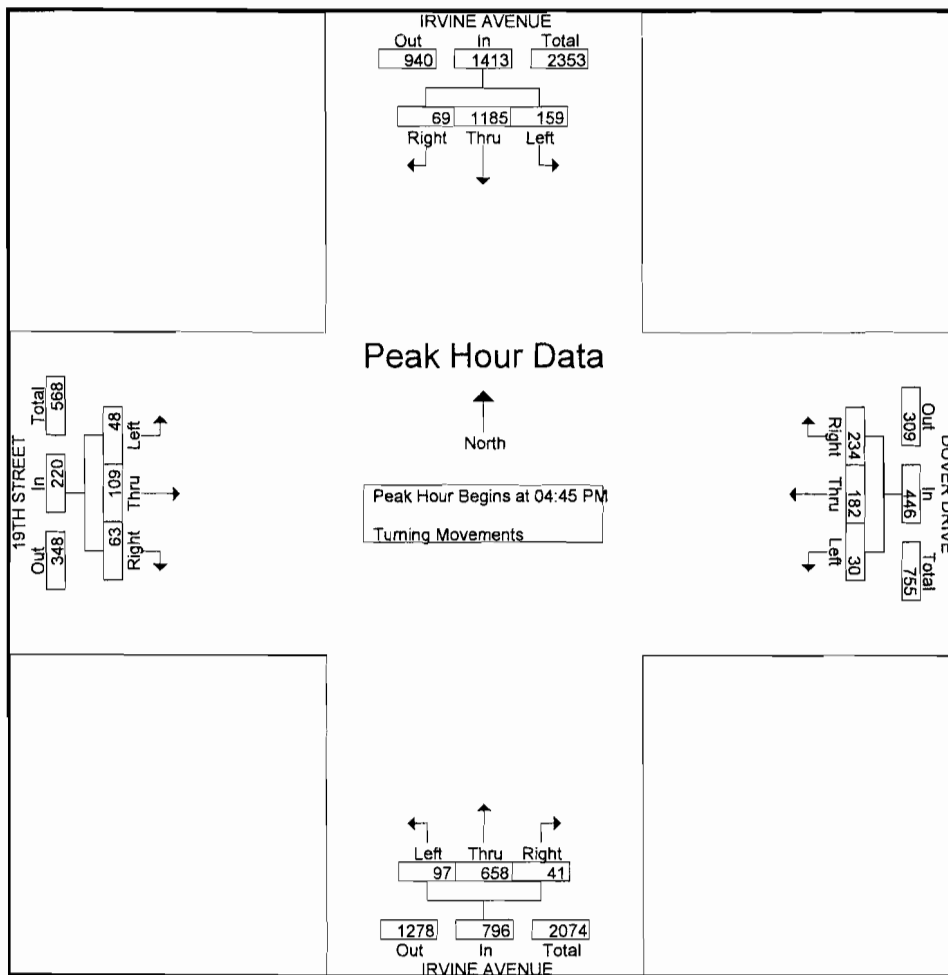 IRVINE AVENUE
Out In Total
940 1413 2353
69 1185 159
Right Thru Left
Peak Hour Data
North
Peak Hour Begins at 04:45 PM
Turning Movements
19TH STREET
Out In Total
348 220 568
63 109 48
Right Thru Left
DOVER DRIVE
Out In Total
309 446 755
234 182 30
Right Thru Left
Left Thru Right
97 658 41
1278 796 2074
Out In Total
IRVINE AVENUE